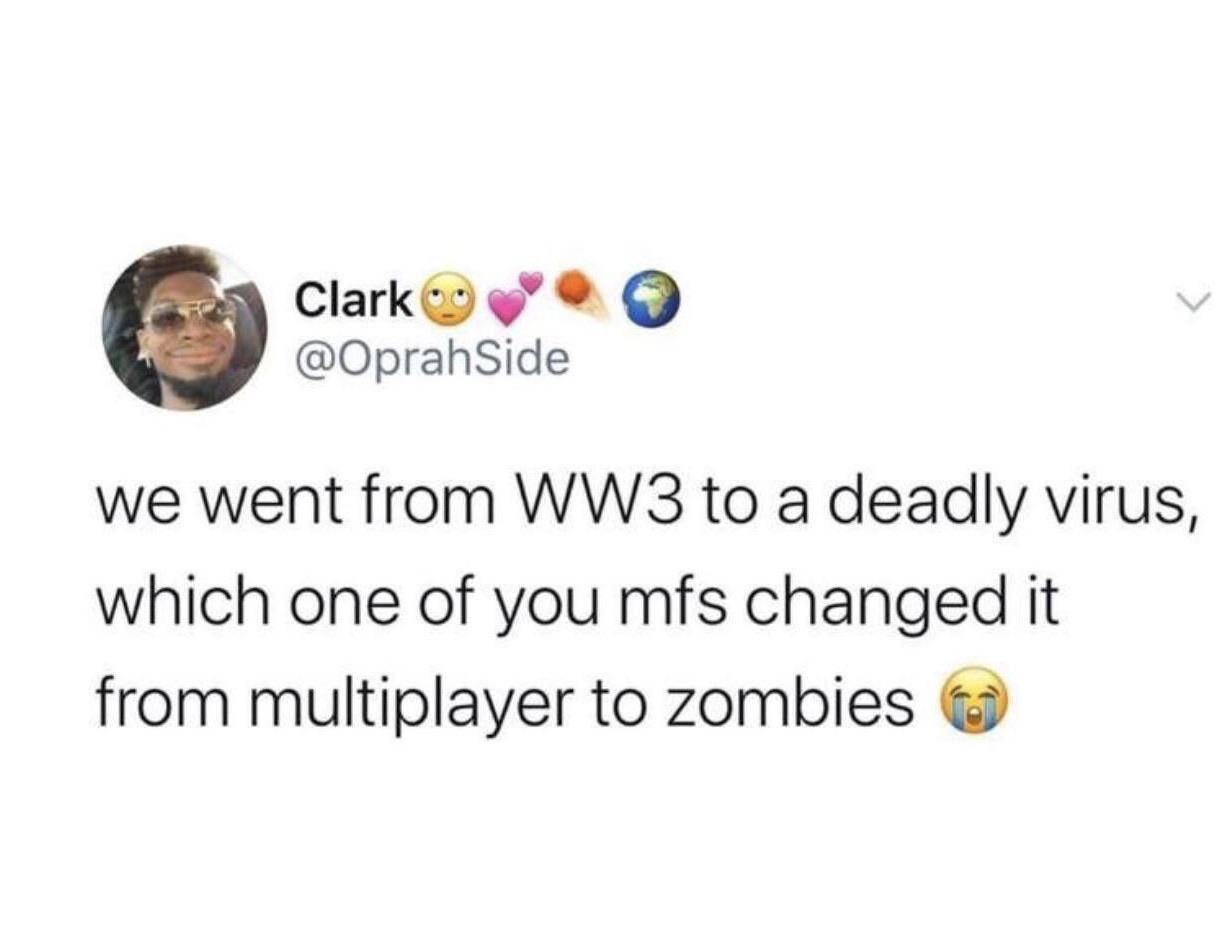 Clark🙄💕☄️🌍
@OprahSide
we went from WW3 to a deadly virus,
which one of you mfs changed it
from multiplayer to zombies 😭